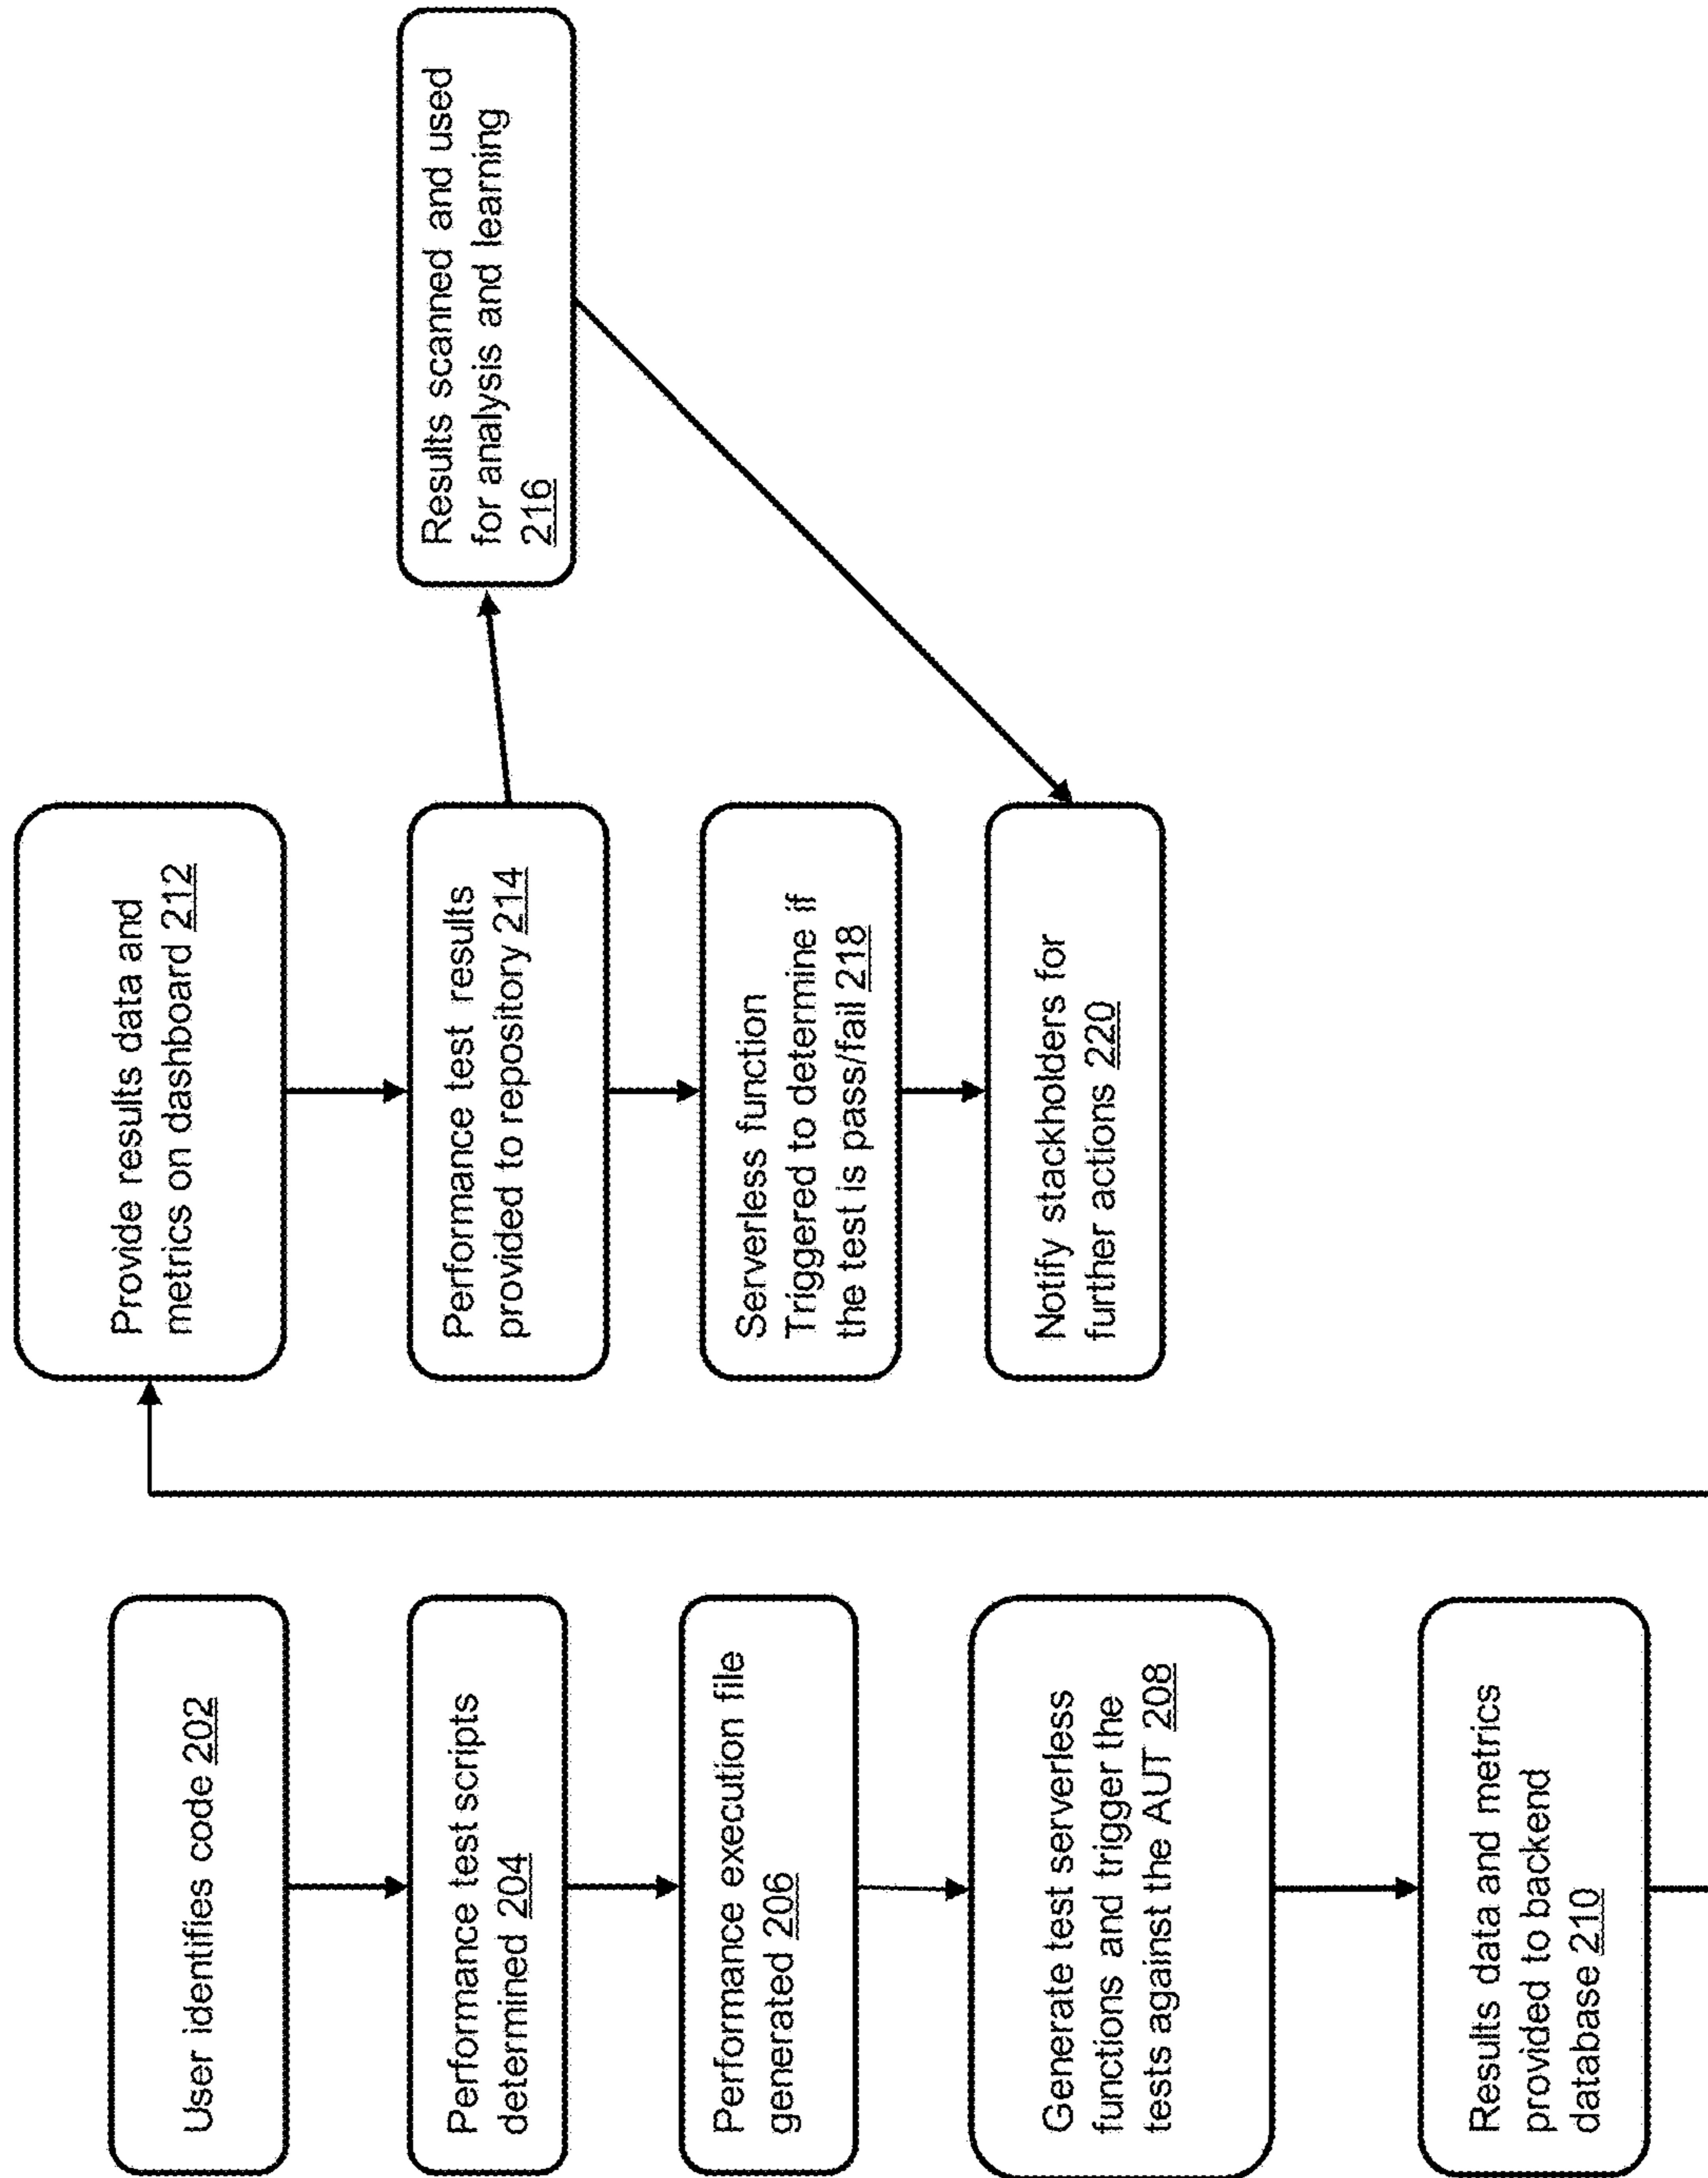 User identifies code 202
Performance test scripts
determined 204
Performance execution file
generated 206
Generate test serverless
functions and trigger the
tests against the AUT 208
Results data and metrics
provided to backend
database 210
Provide results data and
metrics on dashboard 212
Performance test results
provided to repository 214
Results scanned and used
for analysis and learning
216
Serverless function
Triggered to determine if
the test is pass/fail 218
Notify stackholders for
further actions 220